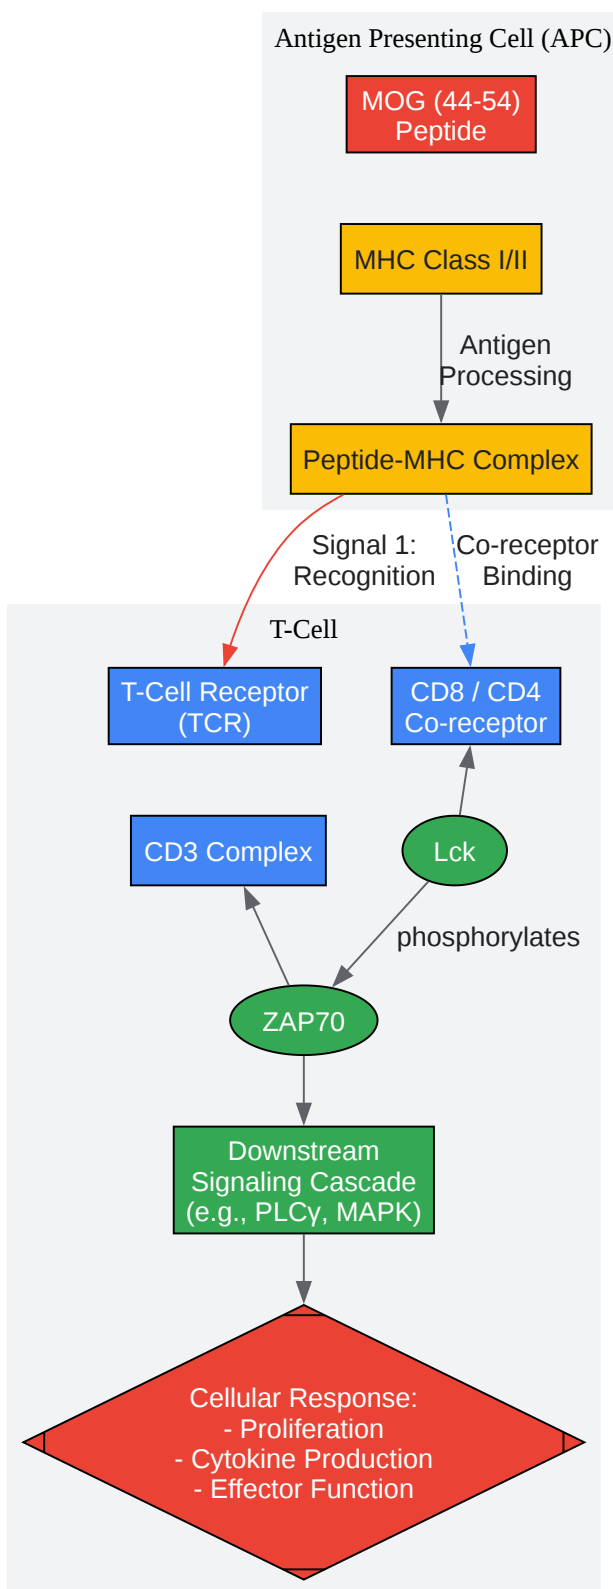 Antigen Presenting Cell (APC)
MOG (44-54)
Peptide
MHC Class I/II
Antigen
Processing
Peptide-MHC Complex
Signal 1:
Recognition
Co-receptor
Binding
T-Cell
T-Cell Receptor
(TCR)
CD8 / CD4
Co-receptor
CD3 Complex
Lck
phosphorylates
ZAP70
Downstream
Signaling Cascade
(e.g., PLCγ, MAPK)
Cellular Response:
- Proliferation
- Cytokine Production
- Effector Function